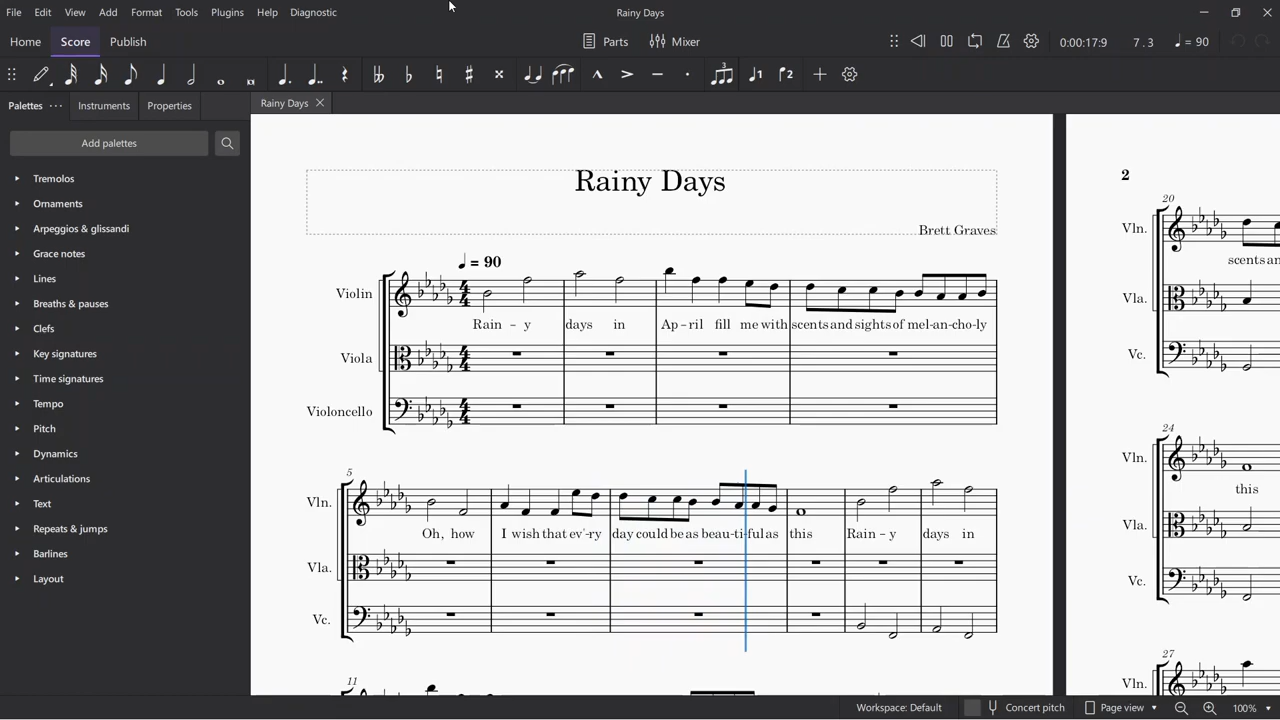 File Edit View Add Format Tools Plugins Help Diagnostic Rainy Days
Home Score Publish Parts Mixer 0:00:17:9 7 . 3 = 90
Palettes Instruments Properties Rainy Days
Add palettes
Tremolos
Ornaments
Arpeggios & glissandi
Grace notes
Lines
Breaths & pauses
Clefs
Key signatures
Time signatures
Tempo
Pitch
Dynamics
Articulations
Text
Repeats & jumps
Barlines
Layout
Rainy Days
Brett Graves
= 90
Violin
Rain - y days in Ap - ril fill me with scents and sights of mel-an-cho-ly
Viola
Violoncello
5
Vln.
Oh, how I wish that ev'-ry day could be as beau-ti-ful as this Rain - y days in
Vla.
Vc.
11
2
20
Vln.
scents an
Vla.
Vc.
24
Vln.
this
Vla.
Vc.
27
Vln.
Workspace: Default Concert pitch Page view 100%